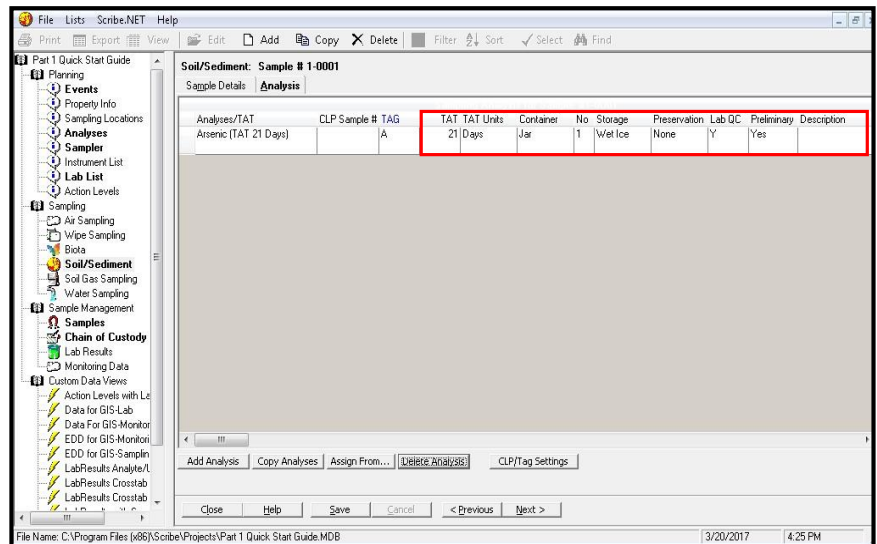 File Lists Scribe.NET Help
Print Export View Edit Add Copy Delete Filter Sort Select Find
Part 1 Quick Start Guide
Planning
Events
Property Info
Sampling Locations
Analyses
Sampler
Instrument List
Lab List
Action Levels
Sampling
Air Sampling
Wipe Sampling
Biota
Soil/Sediment
Soil Gas Sampling
Water Sampling
Sample Management
Samples
Chain of Custody
Lab Results
Monitoring Data
Custom Data Views
Action Levels with La
Data for GIS-Lab
Data For GIS-Monitor
EDD for GIS-Monitori
EDD for GIS-Samplin
LabResults Analyte/L
LabResults Crosstab
LabResults Crosstab
Soil/Sediment: Sample # 1-0001
Sample Details Analysis
Analyses/TAT CLP Sample # TAG TAT TAT Units Container No Storage Preservation Lab QC Preliminary Description
Arsenic (TAT 21 Days) A 21 Days Jar 1 Wet Ice None Y Yes
Add Analysis Copy Analyses Assign From... Delete Analysis CLP/Tag Settings
Close Help Save Cancel < Previous Next >
File Name: C:\Program Files (x86)\Scribe\Projects\Part 1 Quick Start Guide.MDB 3/20/2017 4:25 PM